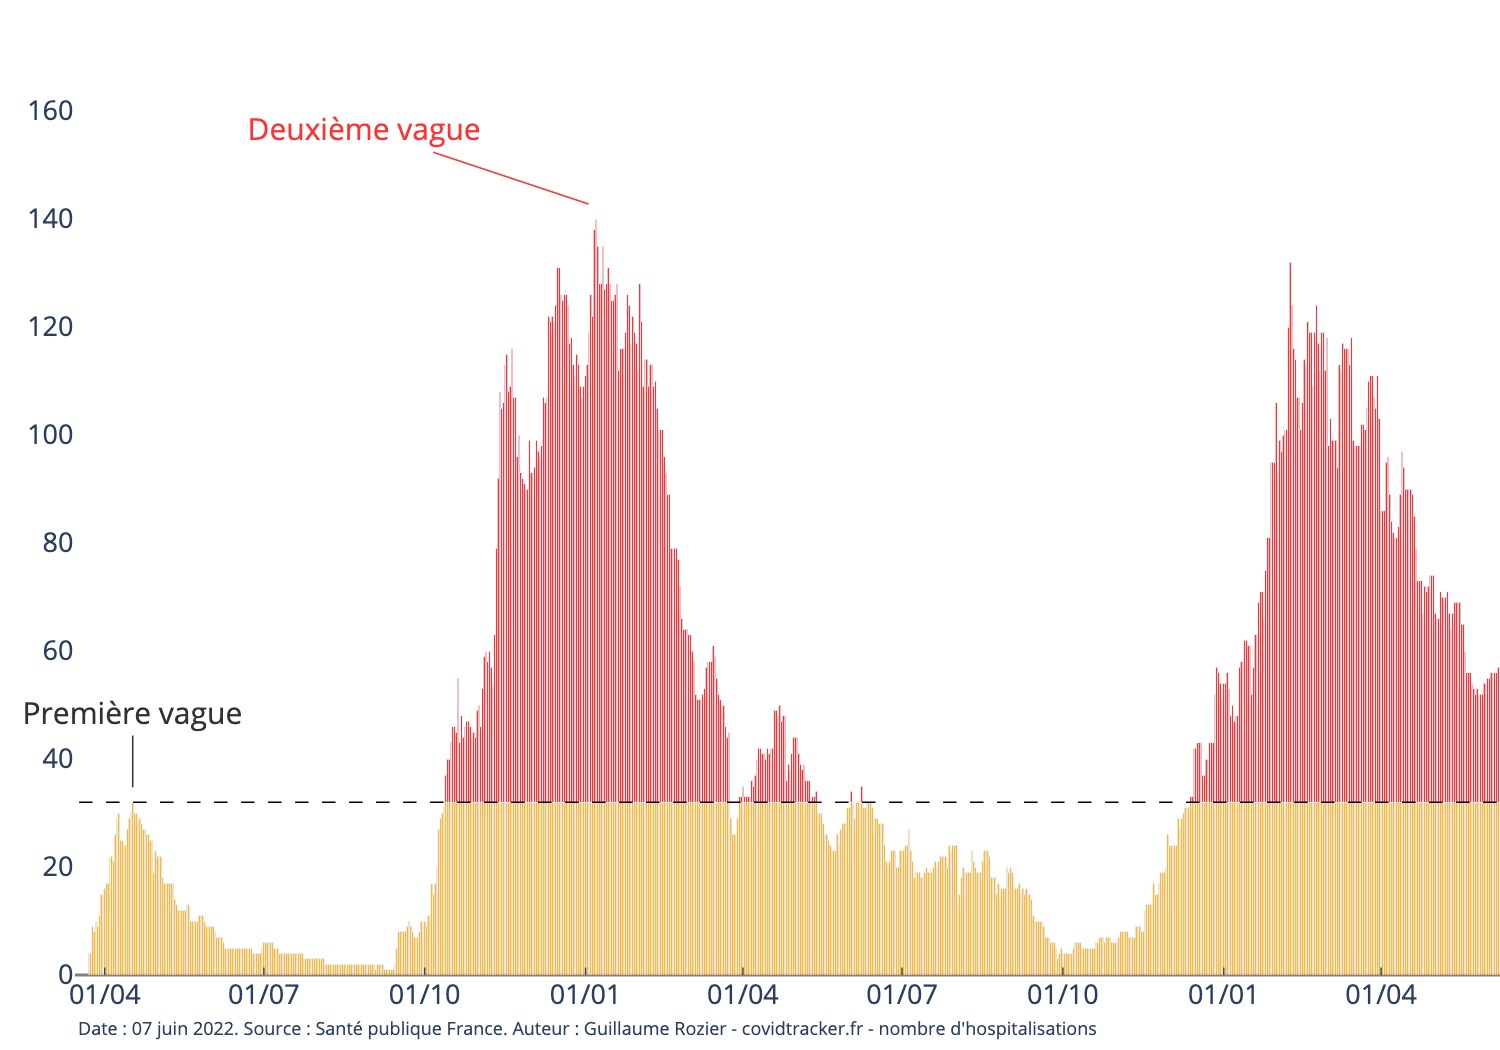 160
Deuxième vague
140
120
100
80
60
Première vague
40
20
0
01/04 01/07 01/10 01/01 01/04 01/07 01/10 01/01 01/04
Date : 07 juin 2022. Source : Santé publique France. Auteur : Guillaume Rozier - covidtracker.fr - nombre d'hospitalisations